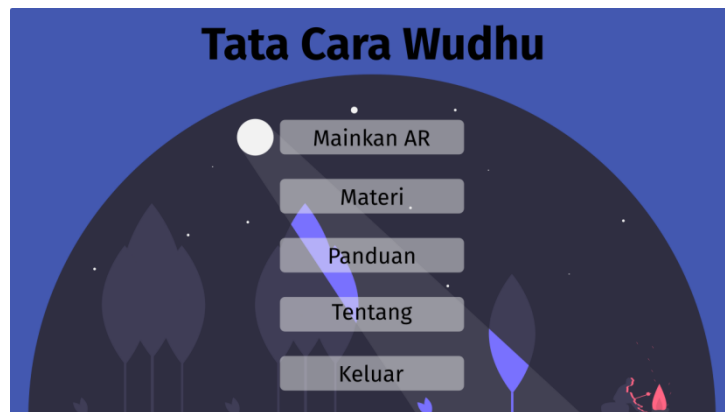 Tata Cara Wudhu
Mainkan AR
Materi
Panduan
Tentang
Keluar